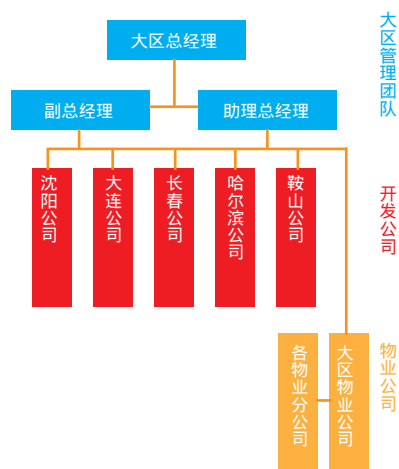 大区总经理
大区管理团队
副总经理
助理总经理
沈阳公司
大连公司
长春公司
哈尔滨公司
鞍山公司
开发公司
各物业分公司
大区物业公司
物业公司